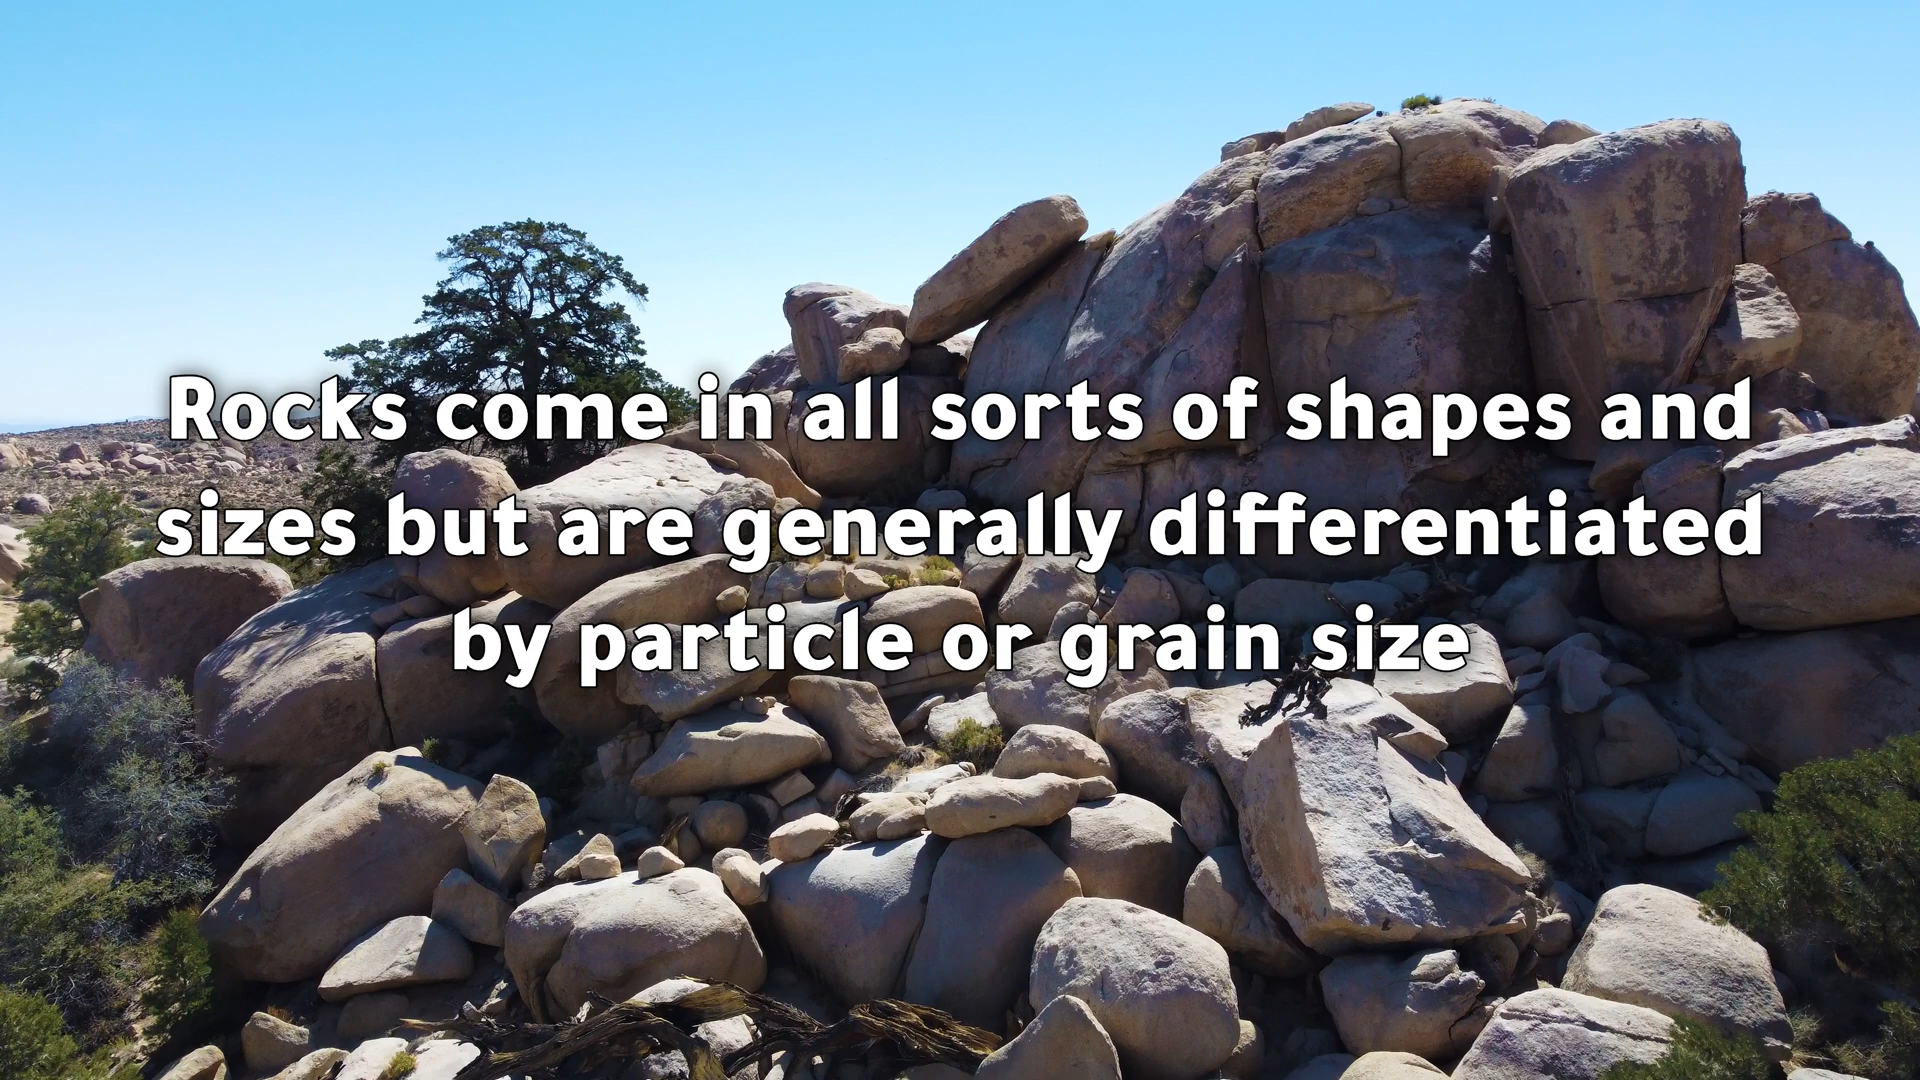 Rocks come in all sorts of shapes and
sizes but are generally differentiated
by particle or grain size